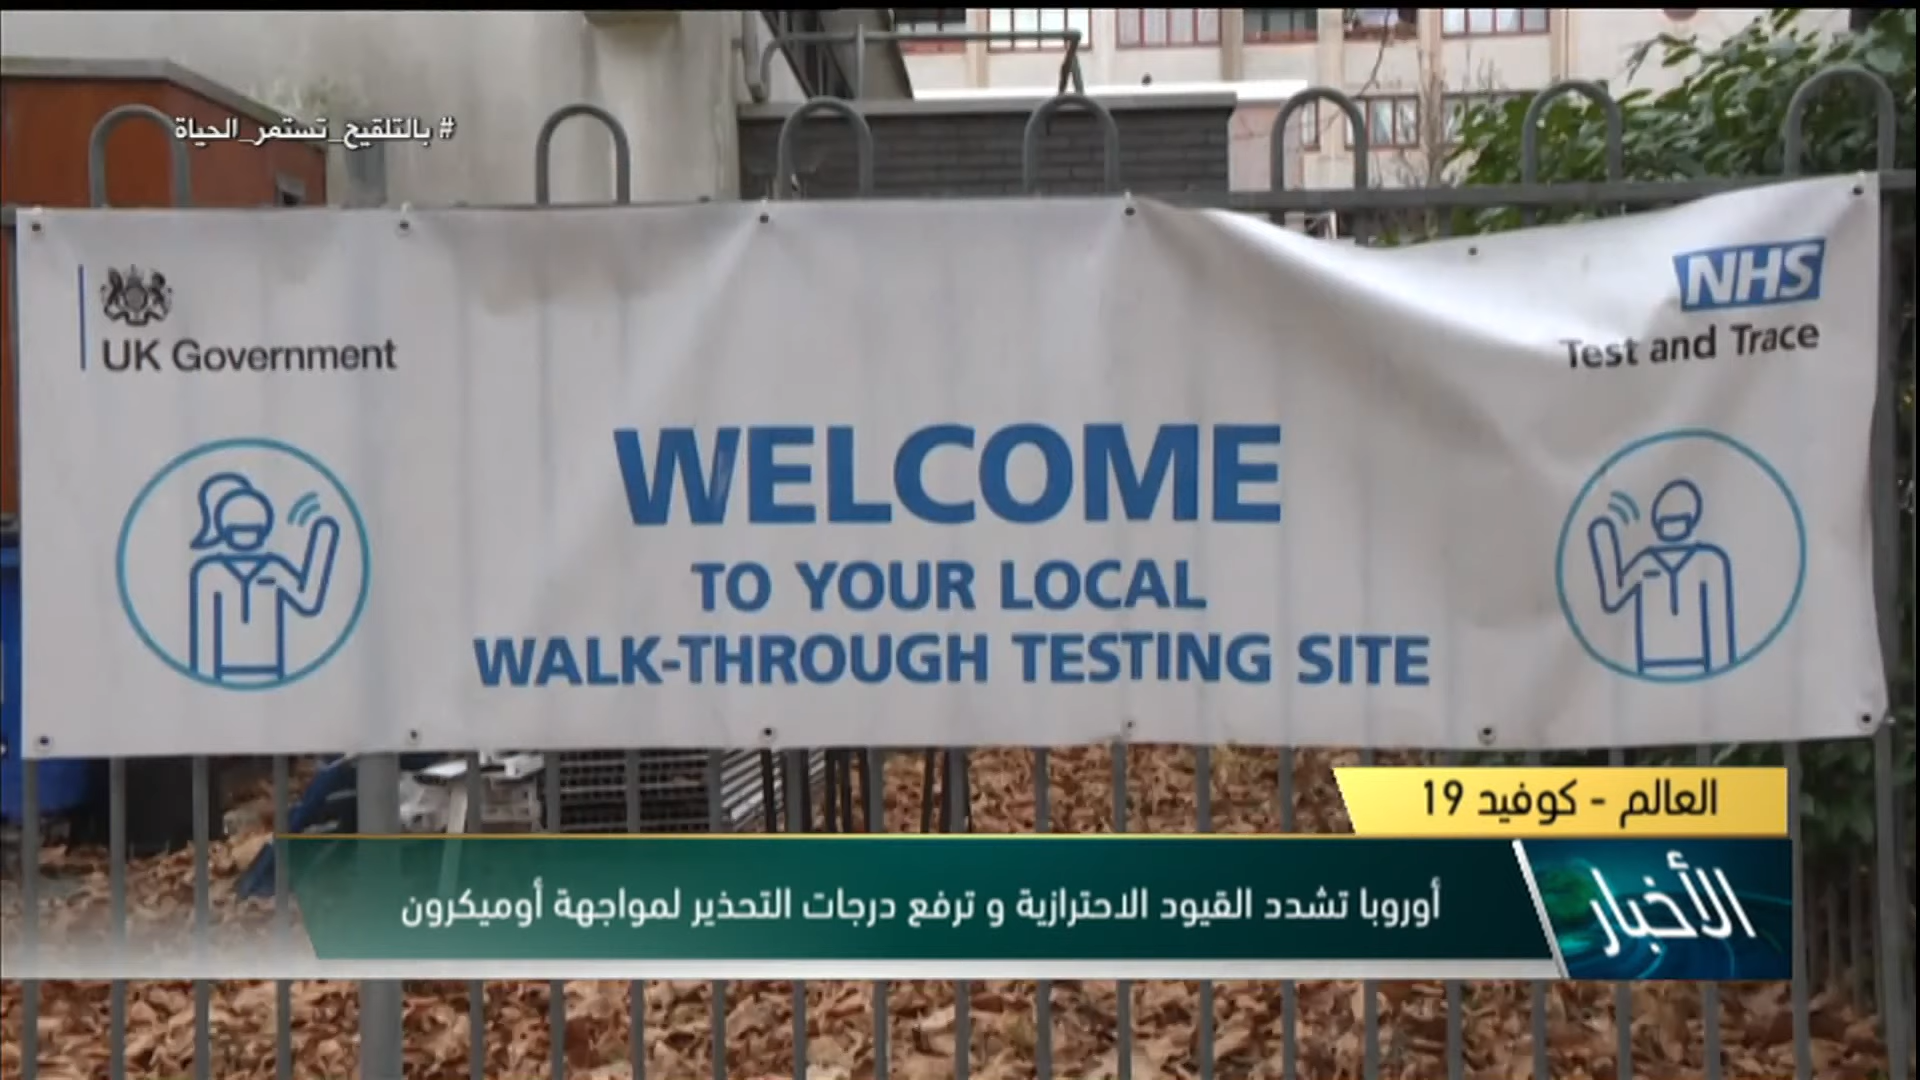 # بالتلقيح_تستمر_الحياة
UK Government
NHS
Test and Trace
WELCOME
TO YOUR LOCAL
WALK-THROUGH TESTING SITE
العالم - كوفيد 19
أوروبا تشدد القيود الاحترازية و ترفع درجات التحذير لمواجهة أوميكرون
الأخبار